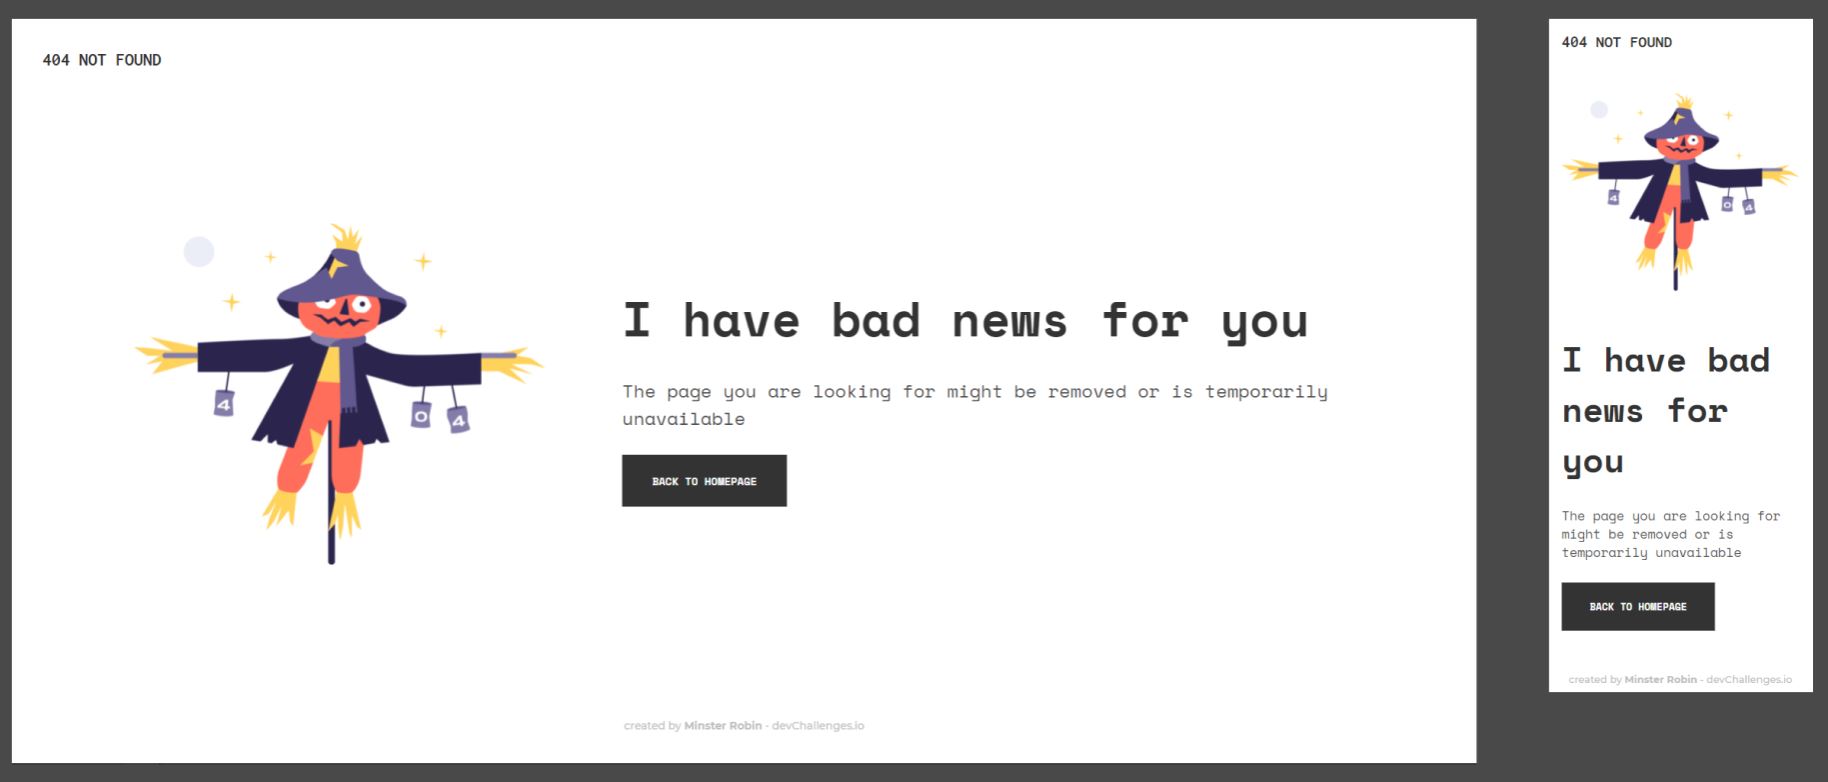 404 NOT FOUND
4
0
4
I have bad news for you
The page you are looking for might be removed or is temporarily
unavailable
BACK TO HOMEPAGE
created by Minster Robin - devChallenges.io
404 NOT FOUND
4
0
4
I have bad
news for
you
The page you are looking for
might be removed or is
temporarily unavailable
BACK TO HOMEPAGE
created by Minster Robin - devChallenges.io